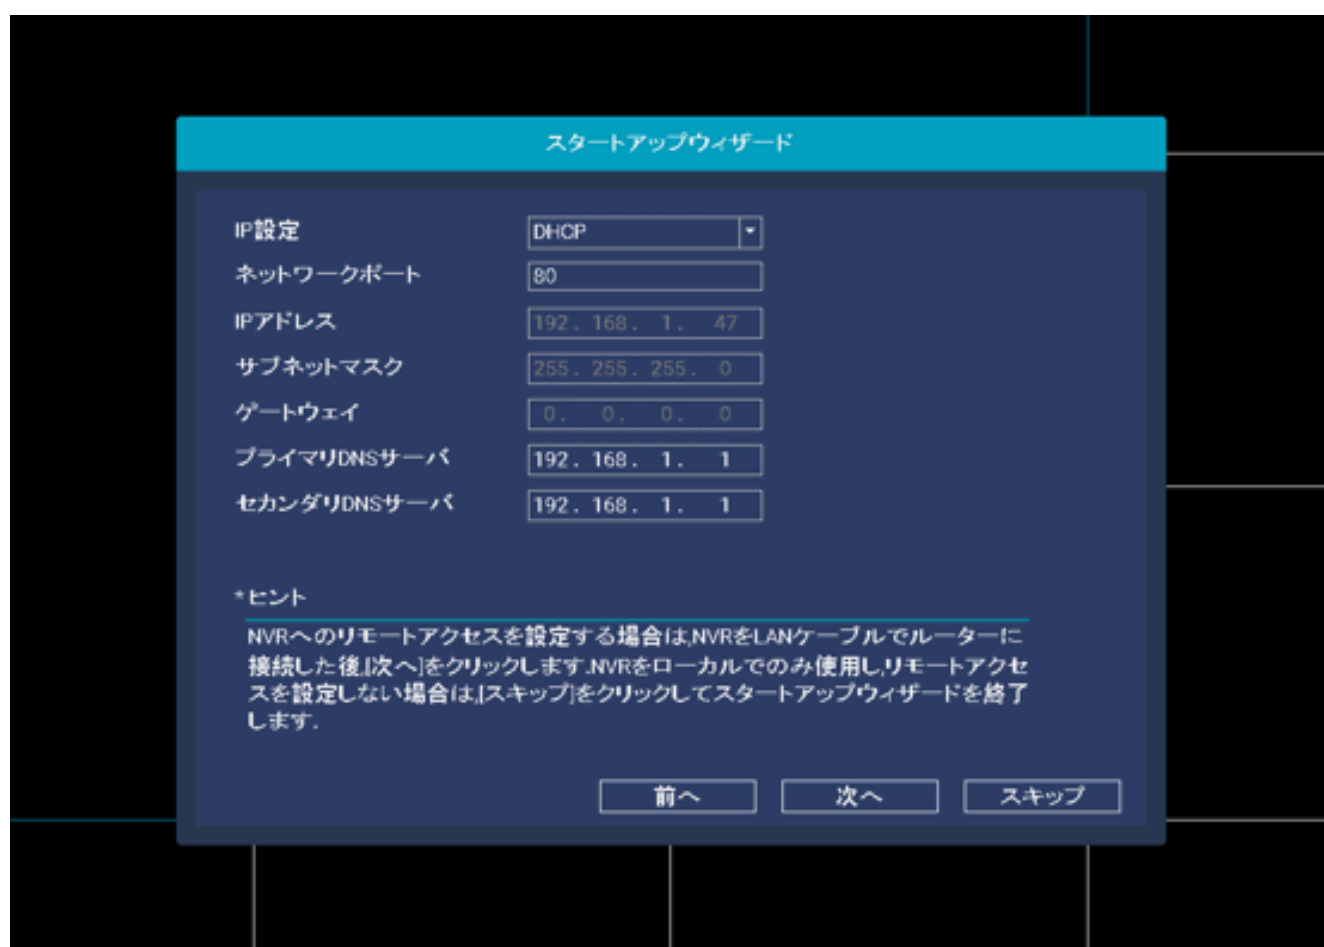 スタートアップウィザード
IP設定 DHCP
ネットワークポート 80
IPアドレス 192. 168. 1. 47
サブネットマスク 255. 255. 255. 0
ゲートウェイ 0. 0. 0. 0
プライマリDNSサーバ 192. 168. 1. 1
セカンダリDNSサーバ 192. 168. 1. 1
*ヒント
NVRへのリモートアクセスを設定する場合は,NVRをLANケーブルでルーターに
接続した後,[次へ]をクリックします.NVRをローカルでのみ使用し,リモートアクセ
スを設定しない場合は,[スキップ]をクリックしてスタートアップウィザードを終了
します.
前へ 次へ スキップ